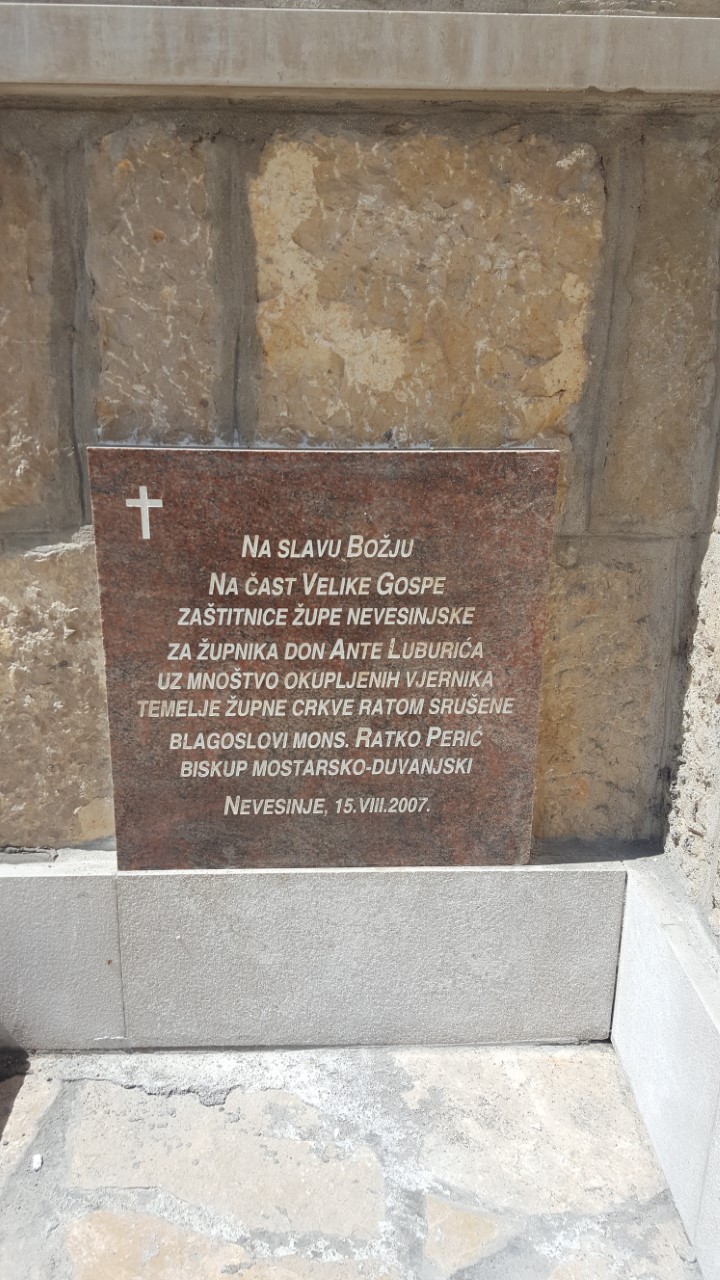 NA SLAVU BOŽJU
NA ČAST VELIKE GOSPE
ZAŠTITNICE ŽUPE NEVESINJSKE
ZA ŽUPNIKA DON ANTE LUBURIĆA
UZ MNOŠTVO OKUPLJENIH VJERNIKA
TEMELJE ŽUPNE CRKVE RATOM SRUŠENE
BLAGOSLOVI MONS. RATKO PERIĆ
BISKUP MOSTARSKO-DUVANJSKI
NEVESINJE, 15.VIII.2007.